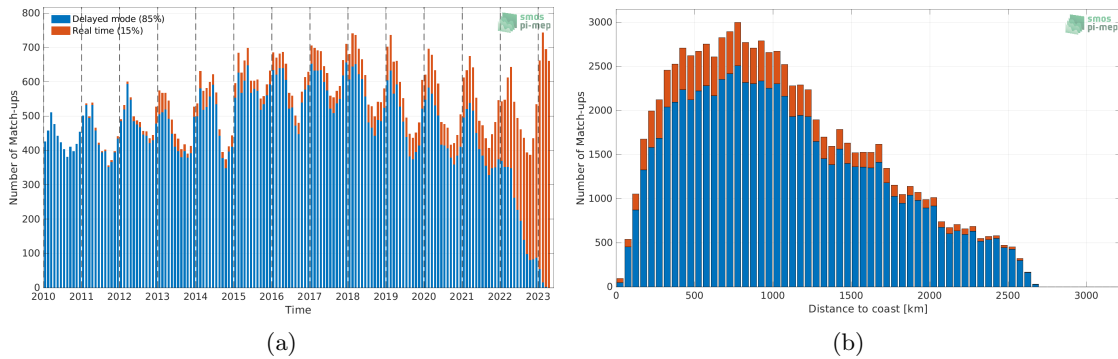 Delayed mode (85%)
Real time (15%)
smos
pi-mep
Number of Match-ups
800
700
600
500
400
300
200
100
0
2010 2011 2012 2013 2014 2015 2016 2017 2018 2019 2020 2021 2022 2023
Time
(a)
smos
pi-mep
Number of Match-ups
3000
2500
2000
1500
1000
500
0
0 500 1000 1500 2000 2500 3000
Distance to coast [km]
(b)